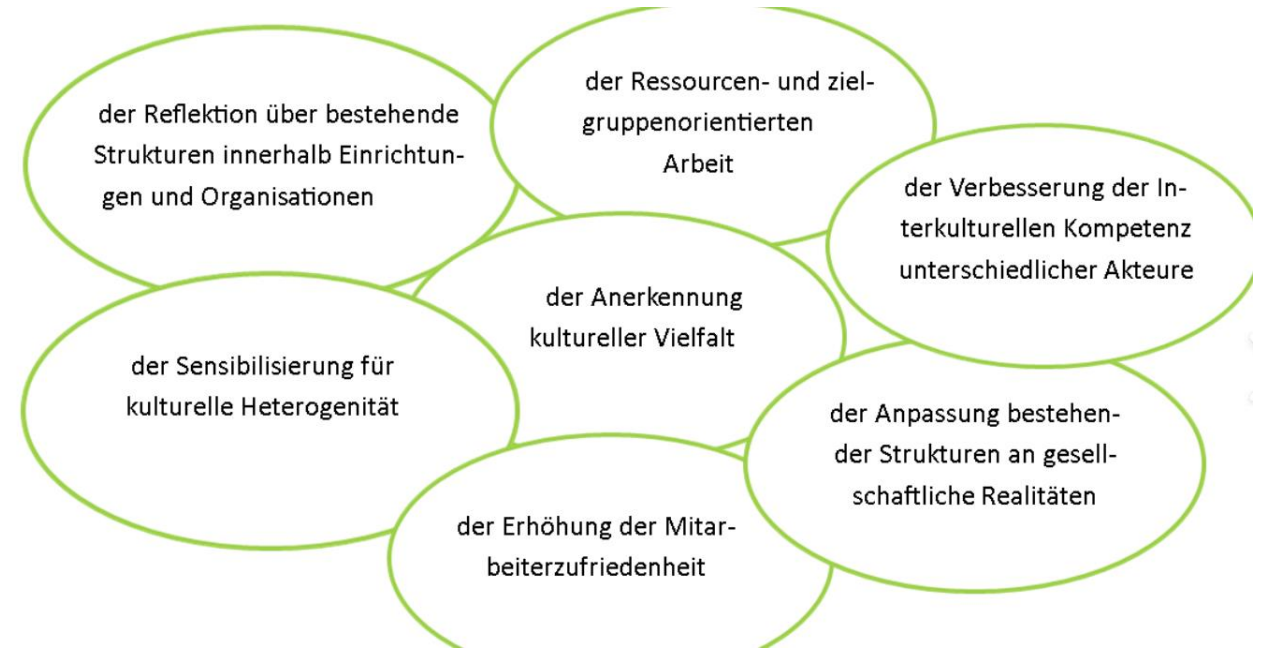 der Reflektion über bestehende
Strukturen innerhalb Einrichtun-
gen und Organisationen
der Ressourcen- und ziel-
gruppenorientierten
Arbeit
der Verbesserung der In-
terkulturellen Kompetenz
unterschiedlicher Akteure
der Anerkennung
kultureller Vielfalt
der Sensibilisierung für
kulturelle Heterogenität
der Anpassung bestehen-
der Strukturen an gesell-
schaftliche Realitäten
der Erhöhung der Mitar-
beiterzufriedenheit